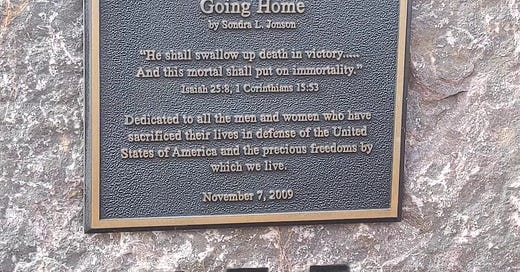 Going Home
by Sondra L. Jonson
“He shall swallow up death in victory.....
And this mortal shall put on immortality.”
Isaiah 25:8, 1 Corinthians 15:53
Dedicated to all the men and women who have
sacrificed their lives in defense of the United
States of America and the precious freedoms by
which we live.
November 7, 2009